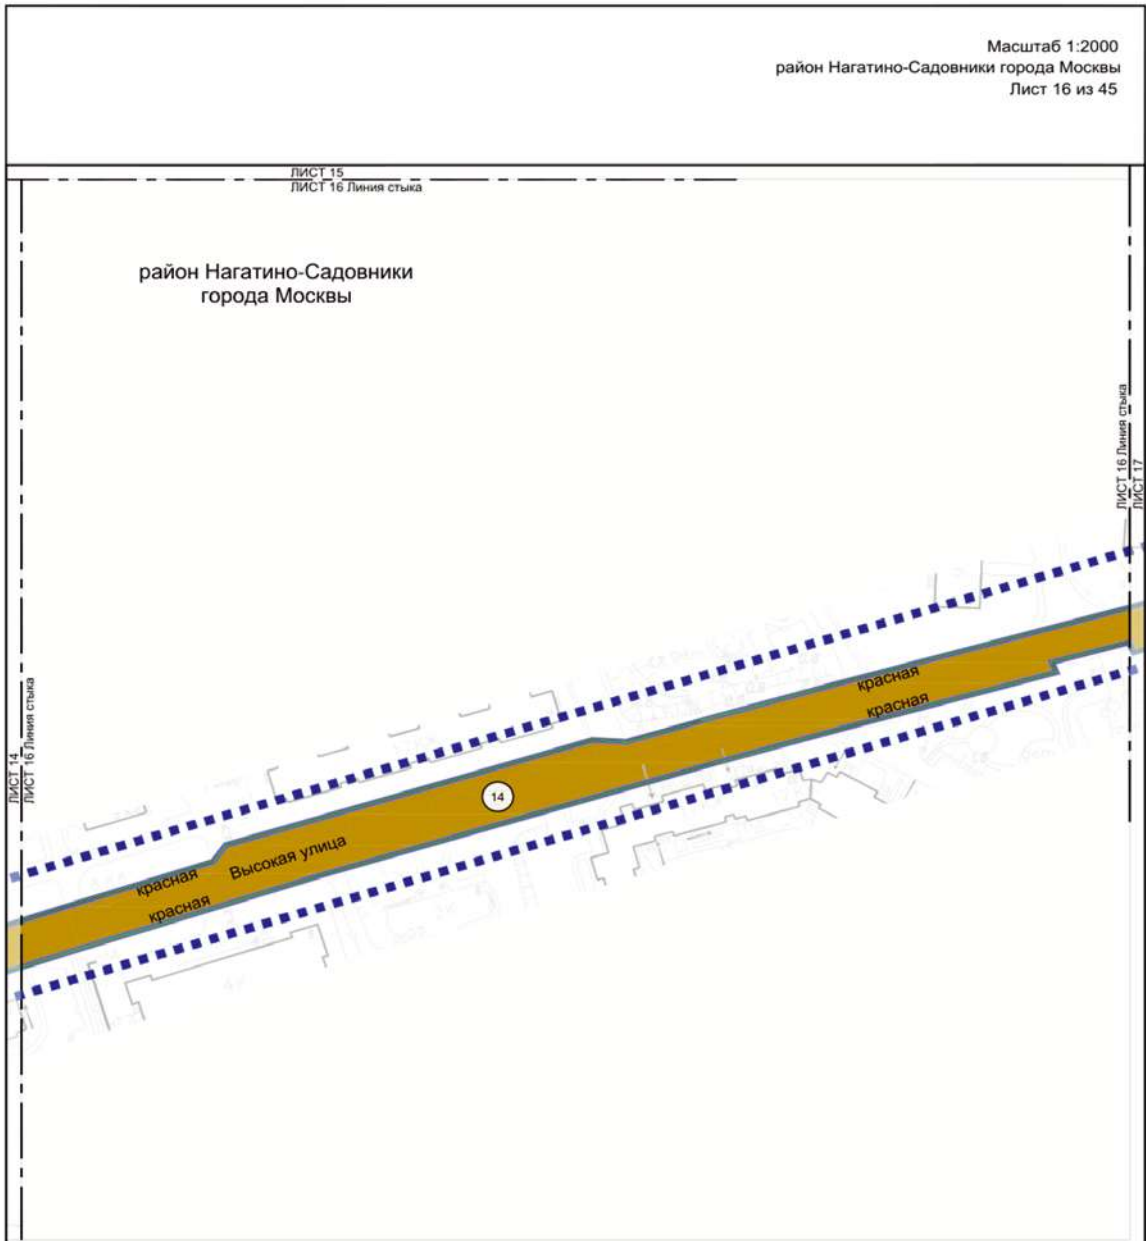 Масштаб 1:2000
район Нагатино-Садовники города Москвы
Лист 16 из 45
ЛИСТ 15
ЛИСТ 16 Линия стыка
район Нагатино-Садовники
города Москвы
ЛИСТ 16 Линия стыка
ЛИСТ 17
ЛИСТ 14
ЛИСТ 16 Линия стыка
красная
красная
14
Высокая улица
красная
красная